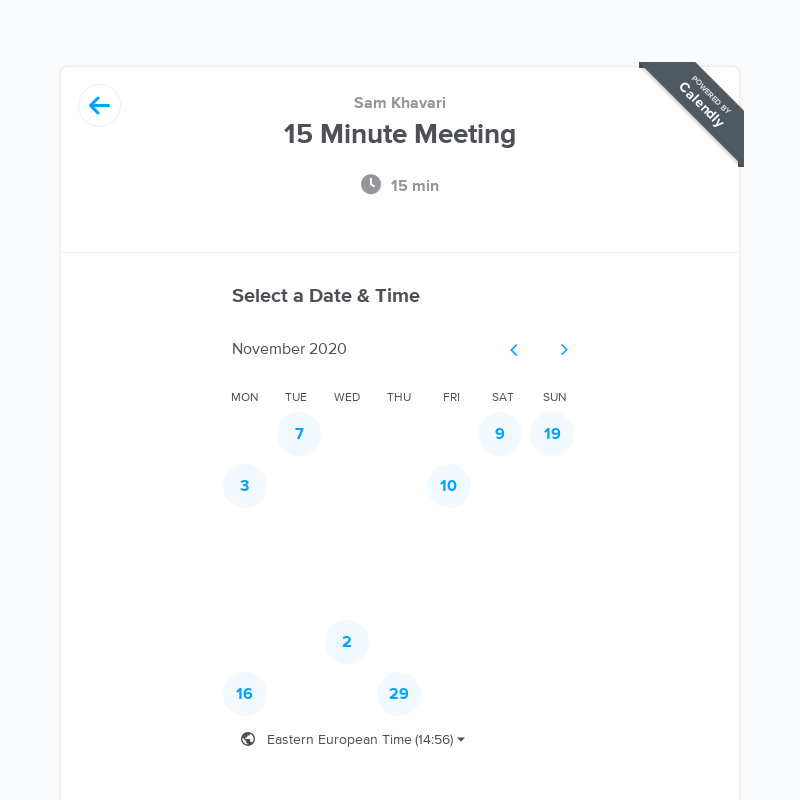 Sam Khavari
15 Minute Meeting
15 min
POWERED BY
Calendly
Select a Date & Time
November 2020
MON TUE WED THU FRI SAT SUN
7 9 19
3 10
2
16 29
Eastern European Time (14:56)